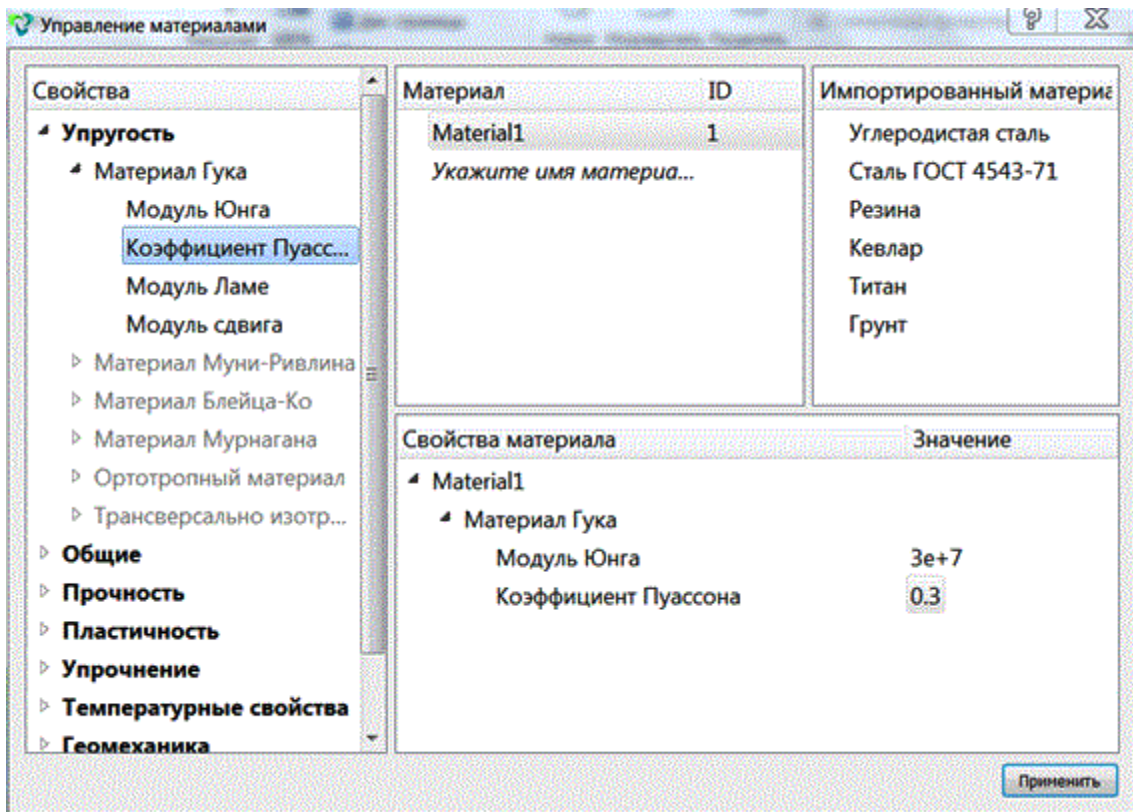 Управление материалами
Свойства
Упругость
Материал Гука
Модуль Юнга
Коэффициент Пуасс...
Модуль Ламе
Модуль сдвига
Материал Муни-Ривлина
Материал Блейца-Ко
Материал Мурнагана
Ортотропный материал
Трансверсально изотр...
Общие
Прочность
Пластичность
Упрочнение
Температурные свойства
Геомеханика
Материал ID
Material1 1
Укажите имя материа...
Импортированный материа
Углеродистая сталь
Сталь ГОСТ 4543-71
Резина
Кевлар
Титан
Грунт
Свойства материала Значение
Material1
Материал Гука
Модуль Юнга 3e+7
Коэффициент Пуассона 0.3
Применить